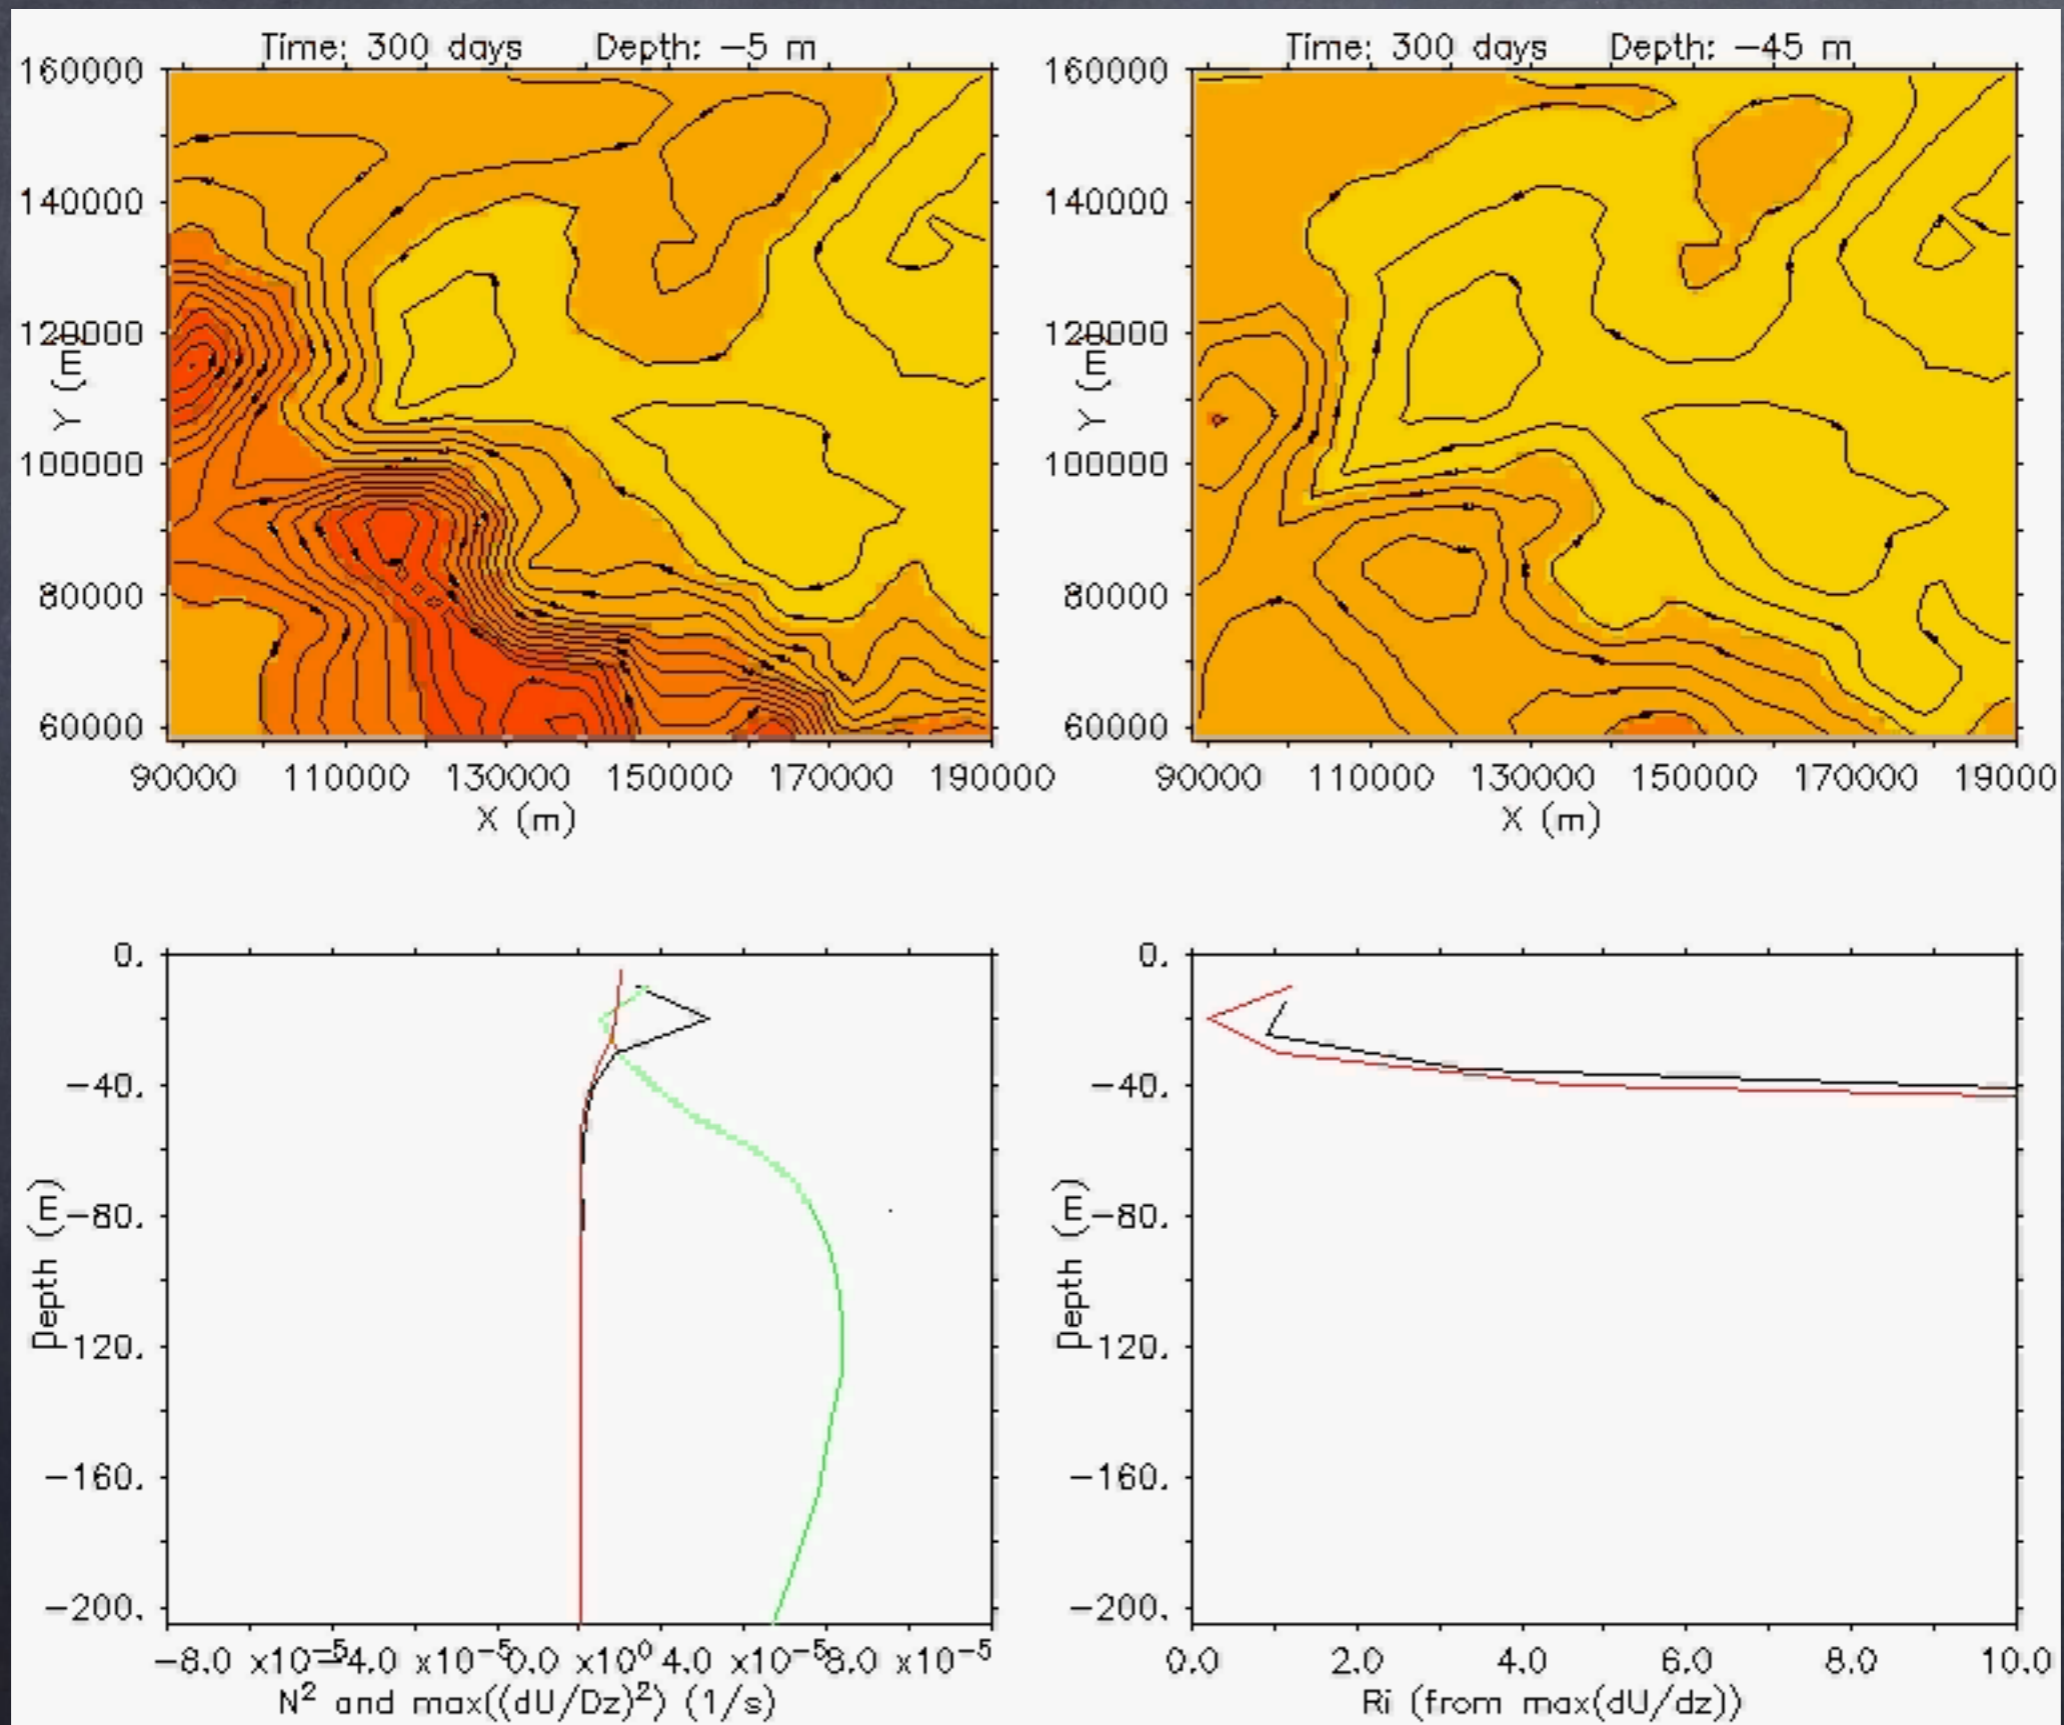 Time: 300 days Depth: −5 m
160000
140000
120000
100000
80000
60000
Y (m)
90000 110000 130000 150000 170000 190000
X (m)
Time: 300 days Depth: −45 m
160000
140000
120000
100000
80000
60000
Y (m)
90000 110000 130000 150000 170000 19000
X (m)
0.
−40.
−80.
−120.
−160.
−200.
Depth (m)
−8.0 x10⁻⁵ −4.0 x10⁻⁵ 0.0 x10⁰ 4.0 x10⁻⁵ 8.0 x10⁻⁵
N² and max((dU/Dz)²) (1/s)
0.
−40.
−80.
−120.
−160.
−200.
Depth (m)
0.0 2.0 4.0 6.0 8.0 10.0
Ri (from max(dU/dz))